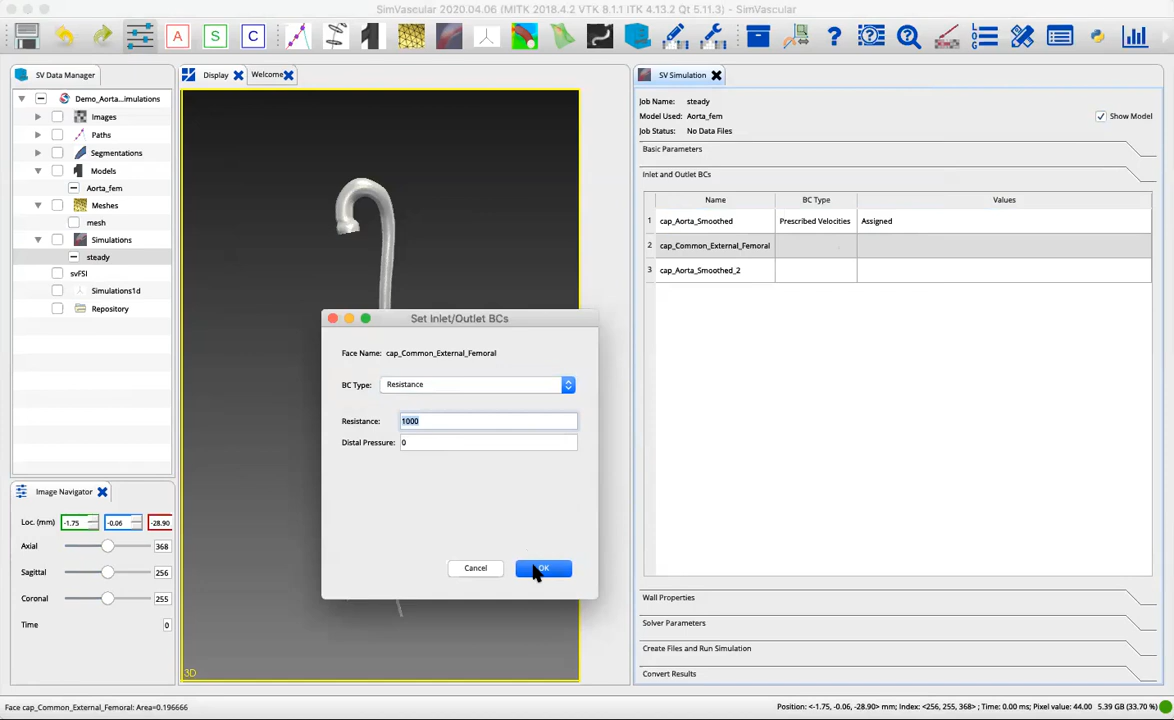 SimVascular 2020.04.06 (MITK 2018.4.2 VTK 8.1.1 ITK 4.13.2 Qt 5.11.3) - SimVascular
A S C
SV Data Manager
Display
Welcome
SV Simulation
Demo_Aorta...imulations
Images
Paths
Segmentations
Models
Aorta_fem
Meshes
mesh
Simulations
steady
svFSI
Simulations1d
Repository
Image Navigator
Loc. (mm) -1.75 -0.06 -28.90
Axial 368
Sagittal 256
Coronal 255
Time 0
3D
Set Inlet/Outlet BCs
Face Name: cap_Common_External_Femoral
BC Type: Resistance
Resistance: 1000
Distal Pressure: 0
Cancel OK
Job Name: steady
Model Used: Aorta_fem
Show Model
Job Status: No Data Files
Basic Parameters
Inlet and Outlet BCs
Name BC Type Values
1 cap_Aorta_Smoothed Prescribed Velocities Assigned
2 cap_Common_External_Femoral
3 cap_Aorta_Smoothed_2
Wall Properties
Solver Parameters
Create Files and Run Simulation
Convert Results
Face cap_Common_External_Femoral: Area=0.196666
Position: <-1.75, -0.06, -28.90> mm; Index: <256, 255, 368> ; Time: 0.00 ms; Pixel value: 44.00 5.39 GB (33.70 %)